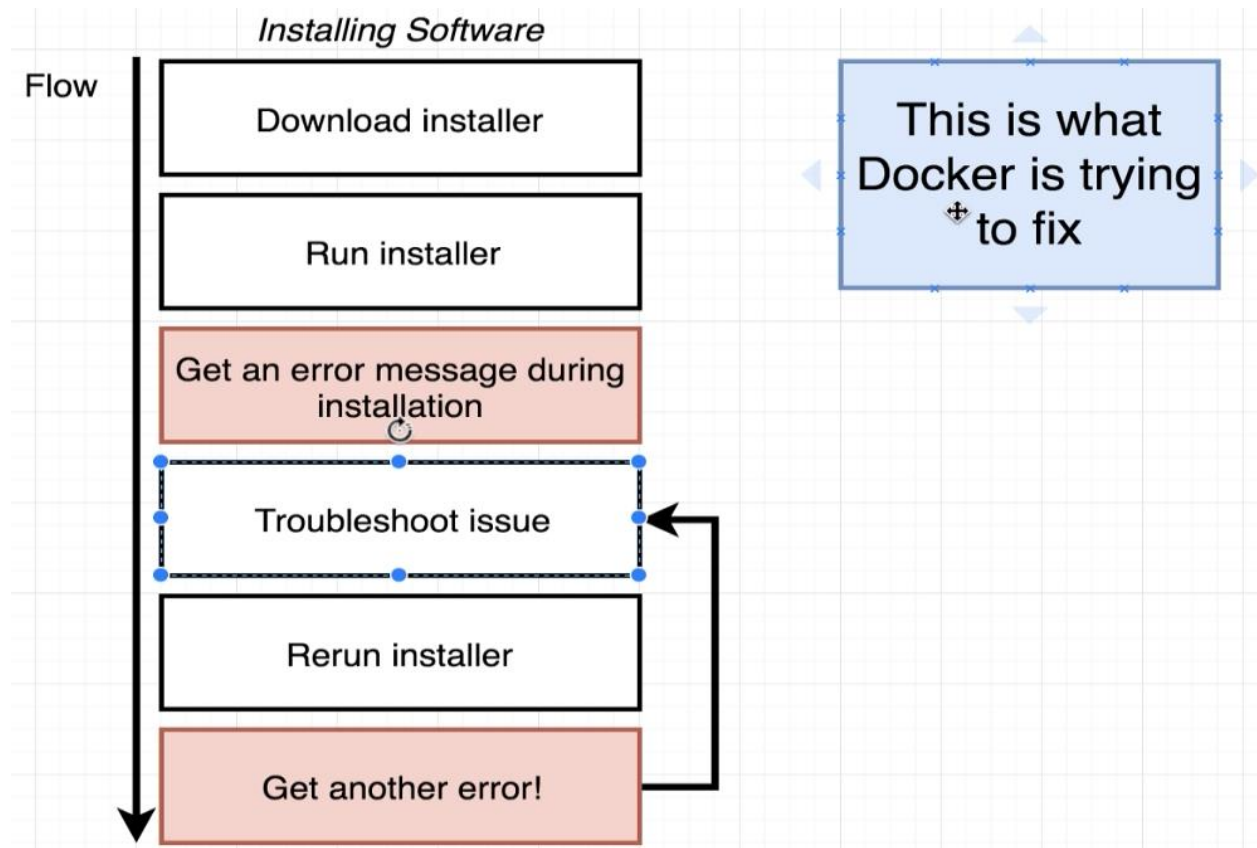 Installing Software
Flow
Download installer
Run installer
Get an error message during
installation
Troubleshoot issue
Rerun installer
Get another error!
This is what
Docker is trying
to fix